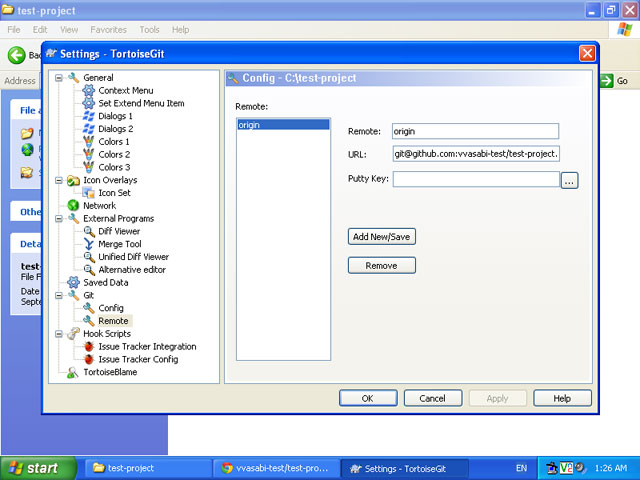 test-project
File Edit View Favorites Tools Help
Address
Go
File a
Othe
Deta
test-
File F
Date
Septe
Settings - TortoiseGit
General
Context Menu
Set Extend Menu Item
Dialogs 1
Dialogs 2
Colors 1
Colors 2
Colors 3
Icon Overlays
Icon Set
Network
External Programs
Diff Viewer
Merge Tool
Unified Diff Viewer
Alternative editor
Saved Data
Git
Config
Remote
Hook Scripts
Issue Tracker Integration
Issue Tracker Config
TortoiseBlame
Config - C:\test-project
Remote:
origin
Remote: origin
URL: git@github.com:vvasabi-test/test-project.
Putty Key: ...
Add New/Save
Remove
OK Cancel Apply Help
start test-project vvasabi-test/test-pro... Settings - TortoiseGit EN 1:26 AM